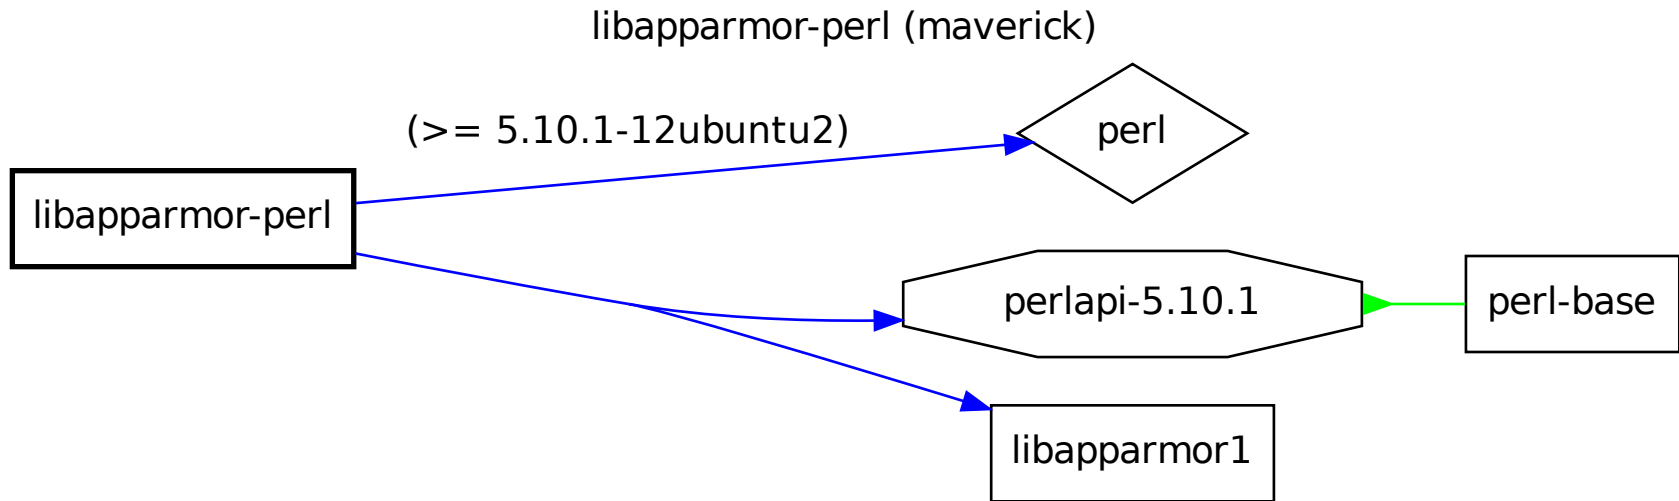 libapparmor-perl (maverick)
(>= 5.10.1-12ubuntu2)
perl
libapparmor-perl
perlapi-5.10.1
perl-base
libapparmor1